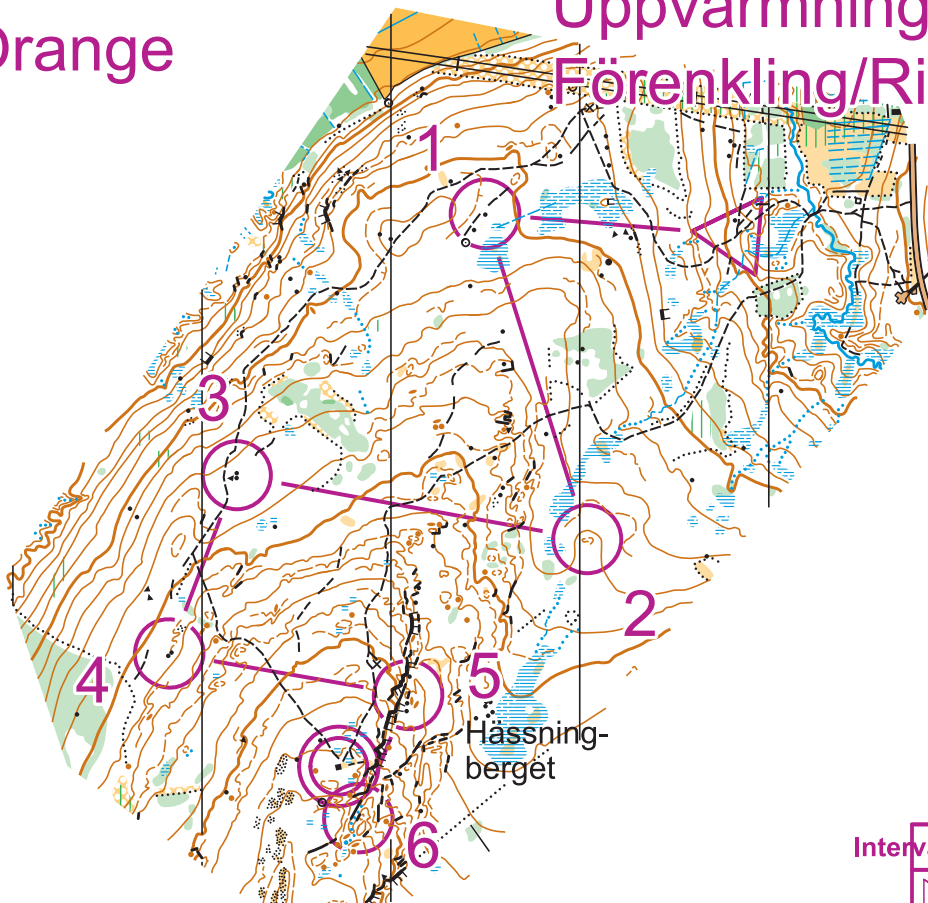 Orange
Uppvärmning
Förenkling/Ri
1
3
2
4
5
Hässning-
berget
6
Interv